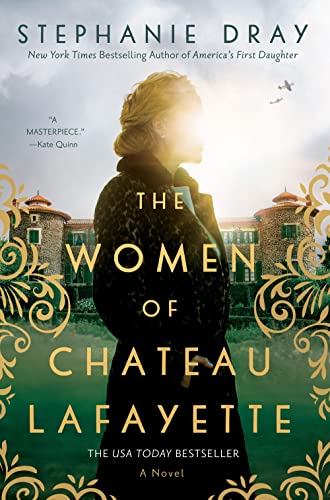 STEPHANIE DRAY
New York Times Bestselling Author of America's First Daughter
"A
MASTERPIECE."
—Kate Quinn
THE
WOMEN
OF
CHATEAU
LAFAYETTE
THE USA TODAY BESTSELLER
A Novel